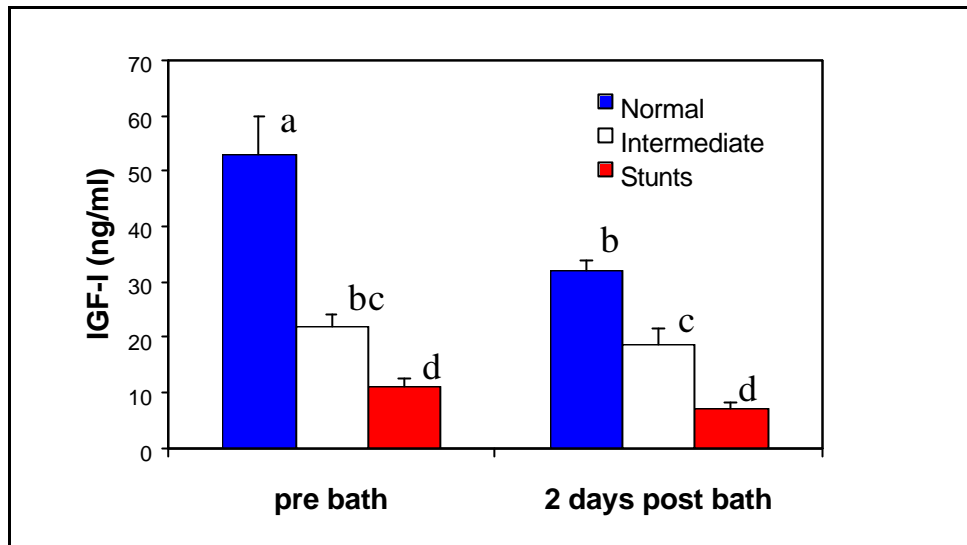 IGF-I (ng/ml)
70
60
50
40
30
20
10
0
a
bc
d
b
c
d
Normal
Intermediate
Stunts
pre bath
2 days post bath